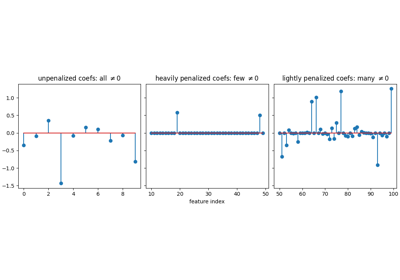 unpenalized coefs: all ≠0
heavily penalized coefs: few ≠0
lightly penalized coefs: many ≠0
1.0
0.5
0.0
−0.5
−1.0
−1.5
0 2 4 6 8
10 20 30 40 50
50 60 70 80 90 100
feature index